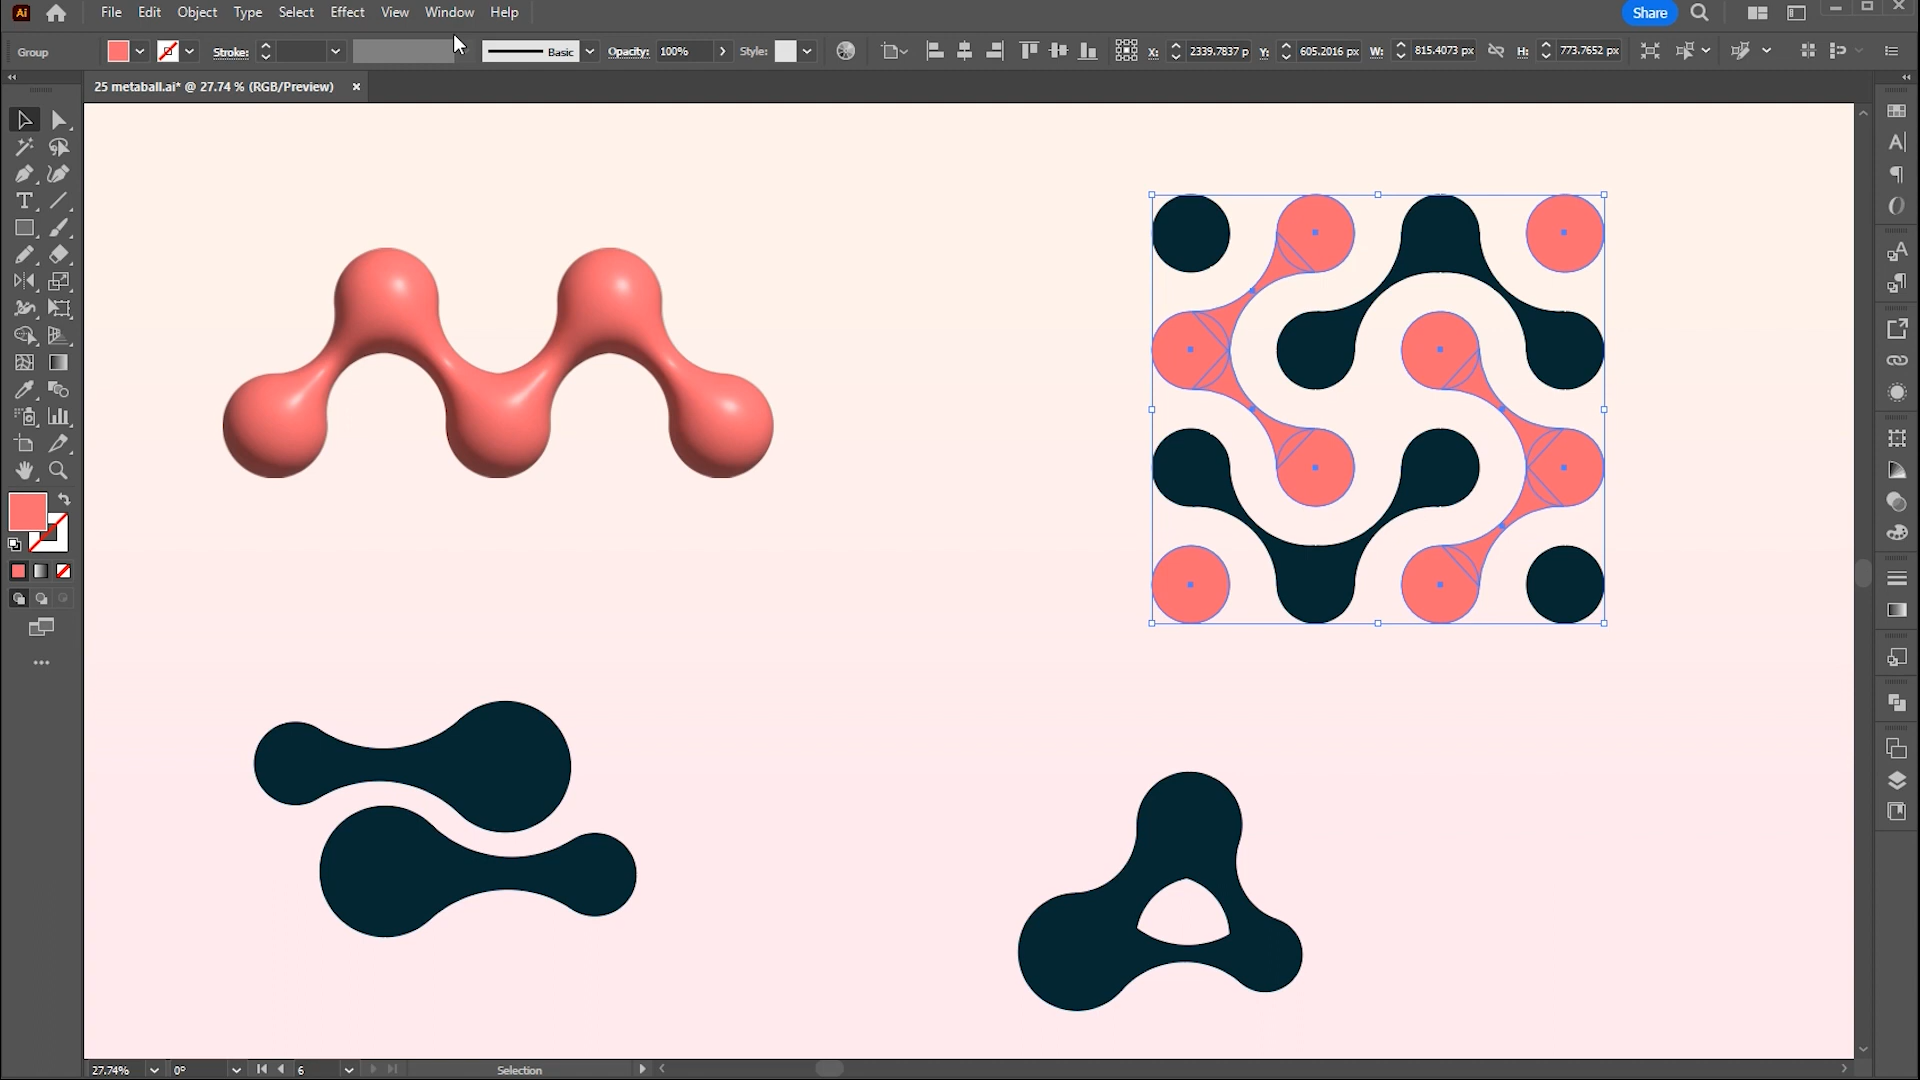 Ai File Edit Object Type Select Effect View Window Help Share
Group Stroke: Basic Opacity: 100% Style: X: 2339.7837 p Y: 605.2016 px W: 815.4073 px H: 773.7652 px
25 metaball.ai* @ 27.74 % (RGB/Preview) ×
27.74% 0° 6 Selection